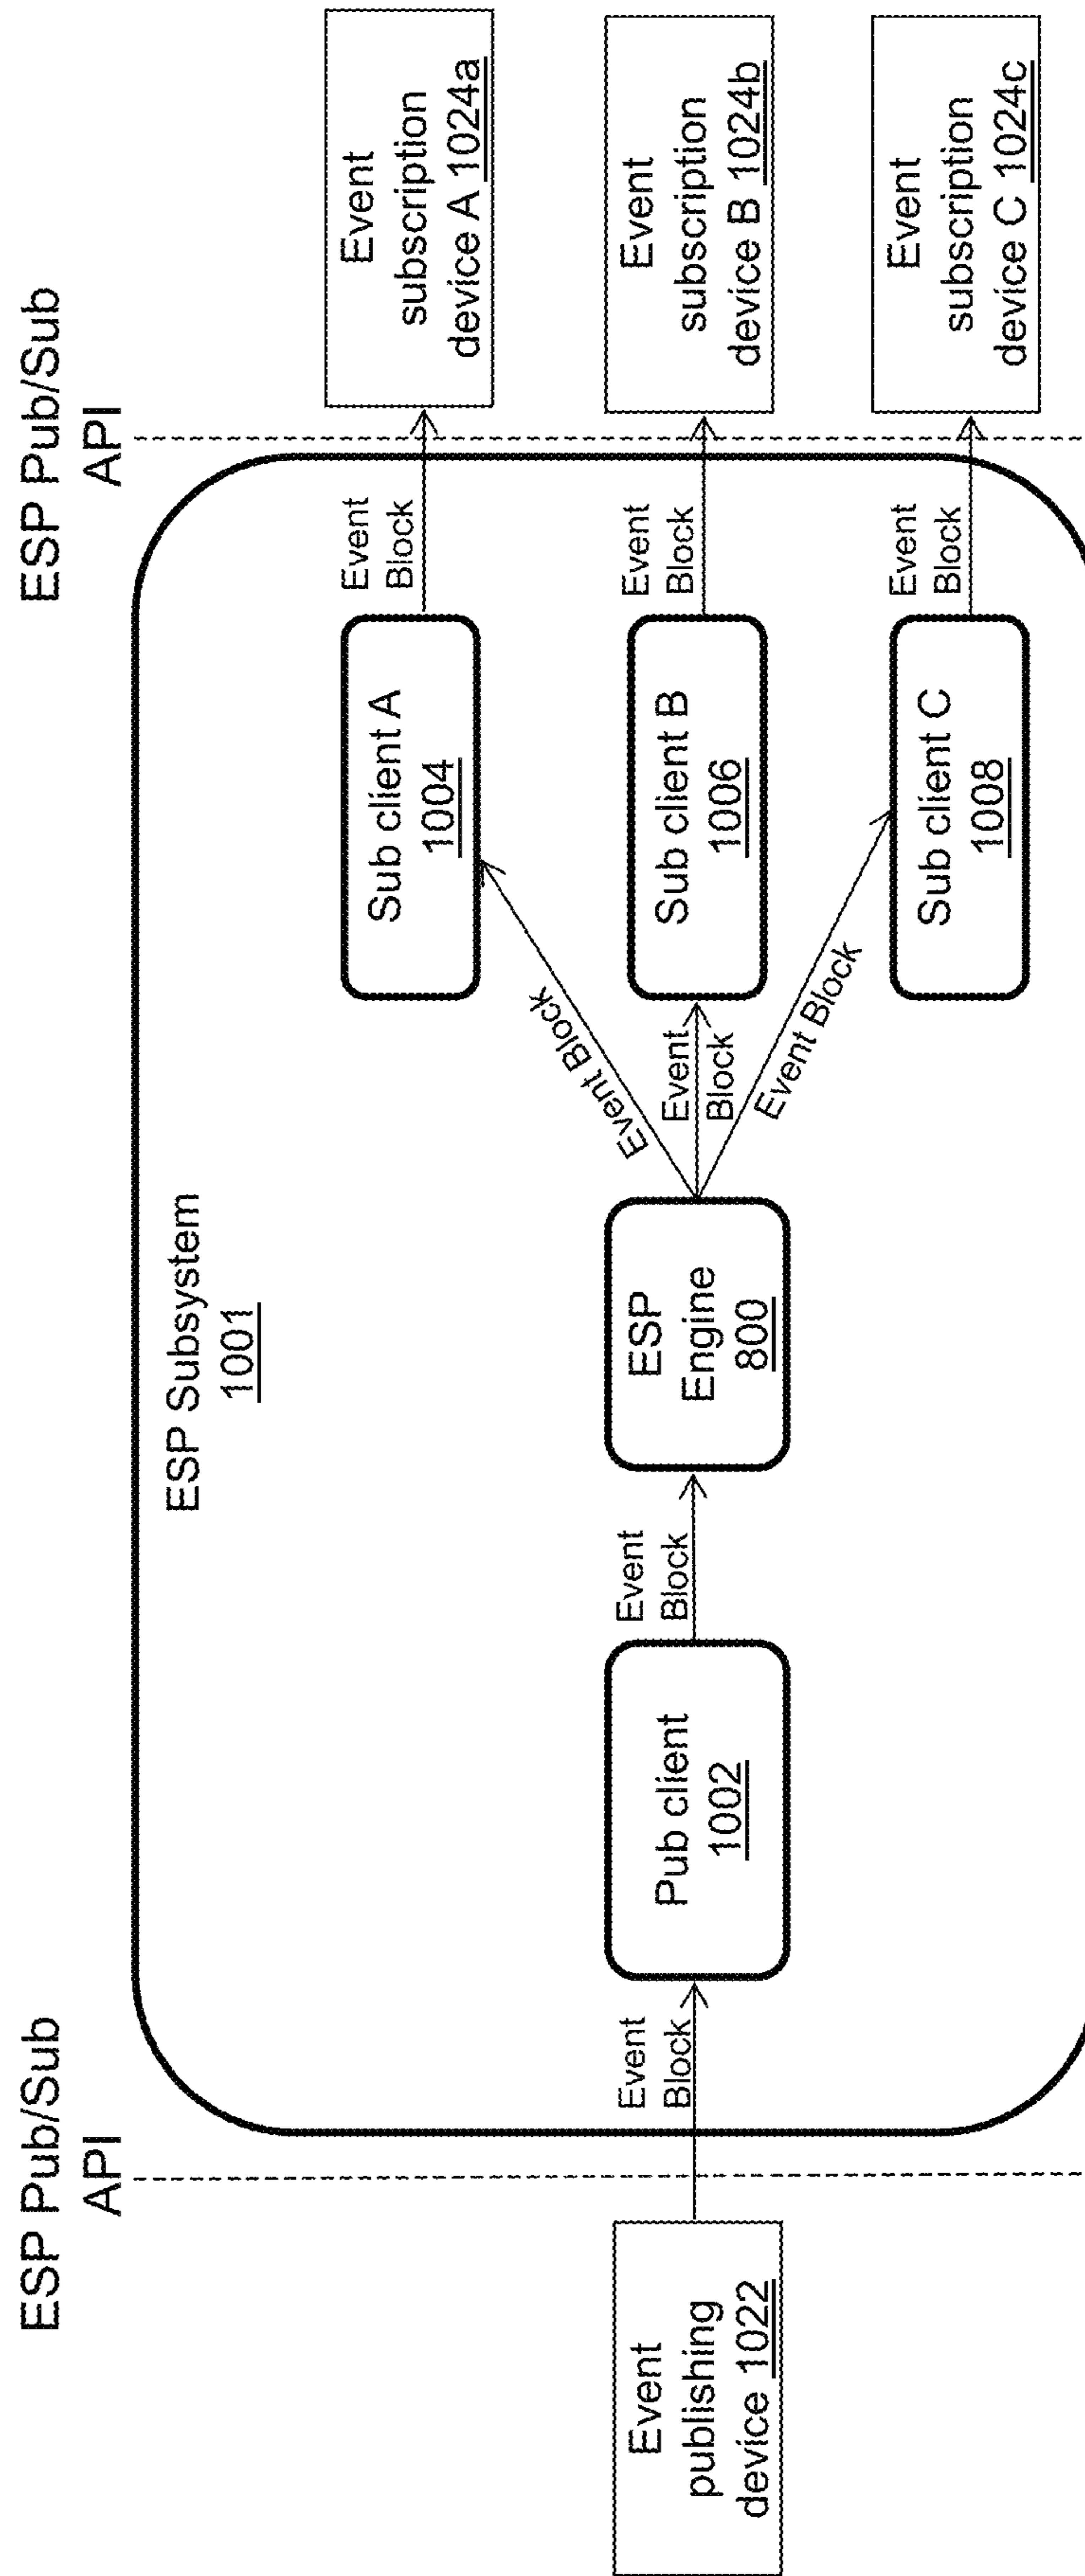 ESP Pub/Sub
API
ESP Pub/Sub
API
ESP Subsystem
1001
Event
publishing
device 1022
Event
Block
Pub client
1002
Event
Block
ESP
Engine
800
Event Block
Event
Block
Event Block
Sub client A
1004
Sub client B
1006
Sub client C
1008
Event
Block
Event
Block
Event
Block
Event
subscription
device A 1024a
Event
subscription
device B 1024b
Event
subscription
device C 1024c